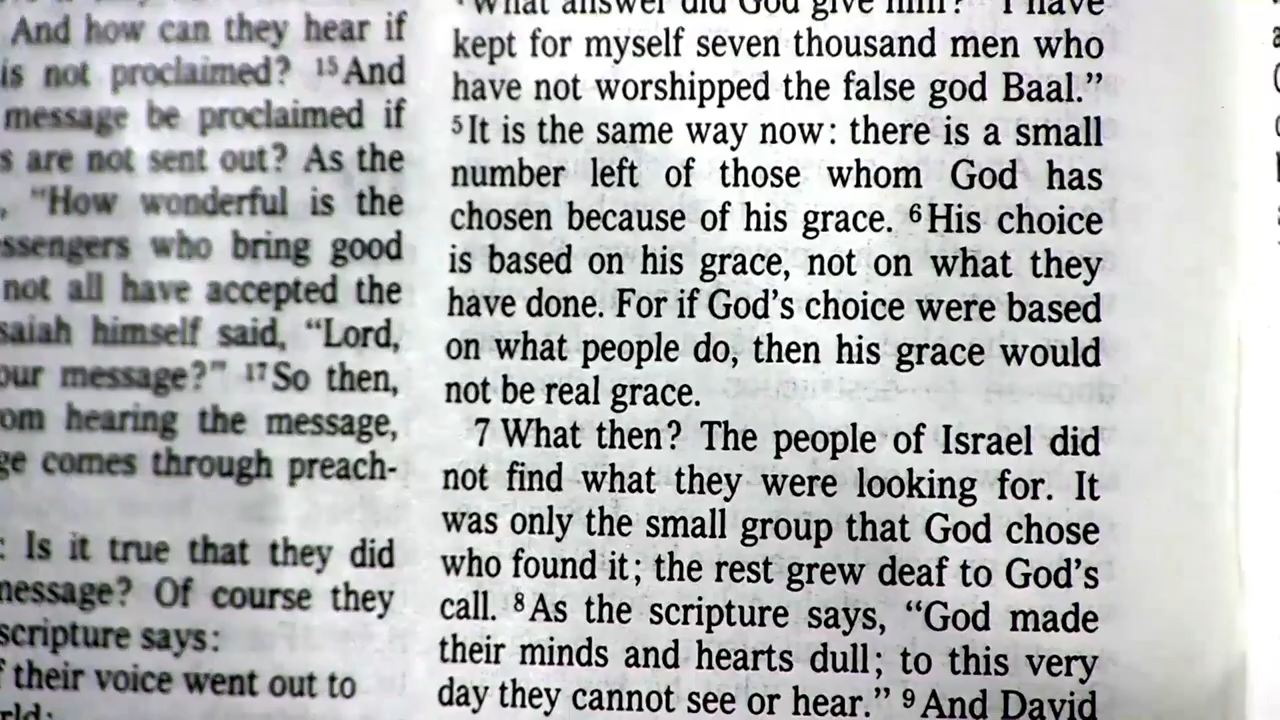 And how can they hear if
is not proclaimed? 15 And
message be proclaimed if
are not sent out? As the
"How wonderful is the
who bring good
not all have accepted the
himself said, "Lord,
message?" 17 So then,
hearing the message,
comes through preach-
Is it true that they did
Of course they
scripture says:
their voice went out to
What answer did God give him? "I have
kept for myself seven thousand men who
have not worshipped the false god Baal."
5 It is the same way now: there is a small
number left of those whom God has
chosen because of his grace. 6 His choice
is based on his grace, not on what they
have done. For if God's choice were based
on what people do, then his grace would
not be real grace.
7 What then? The people of Israel did
not find what they were looking for. It
was only the small group that God chose
who found it; the rest grew deaf to God's
call. 8 As the scripture says, "God made
their minds and hearts dull; to this very
day they cannot see or hear." 9 And David